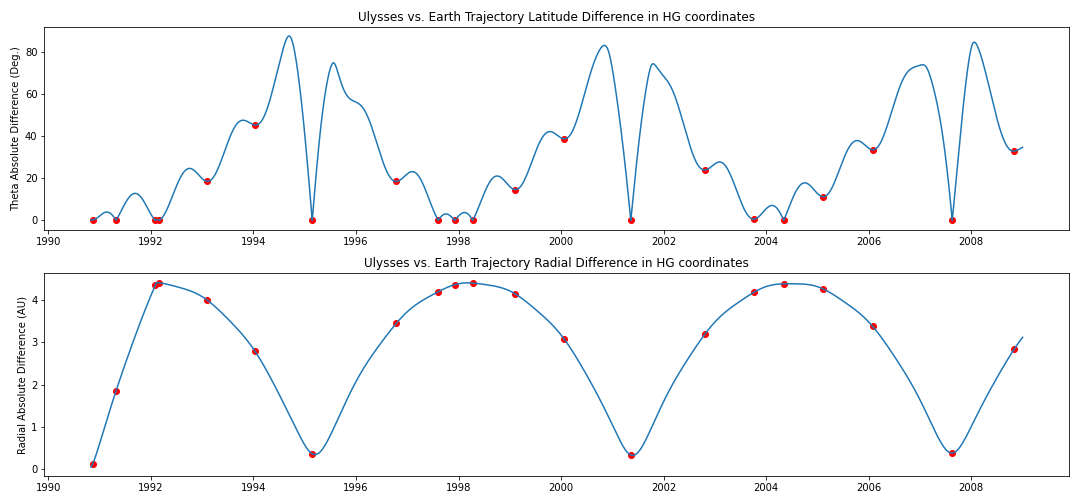 Ulysses vs. Earth Trajectory Latitude Difference in HG coordinates
Theta Absolute Difference (Deg.)
80
60
40
20
0
1990 1992 1994 1996 1998 2000 2002 2004 2006 2008
Ulysses vs. Earth Trajectory Radial Difference in HG coordinates
Radial Absolute Difference (AU)
4
3
2
1
0
1990 1992 1994 1996 1998 2000 2002 2004 2006 2008